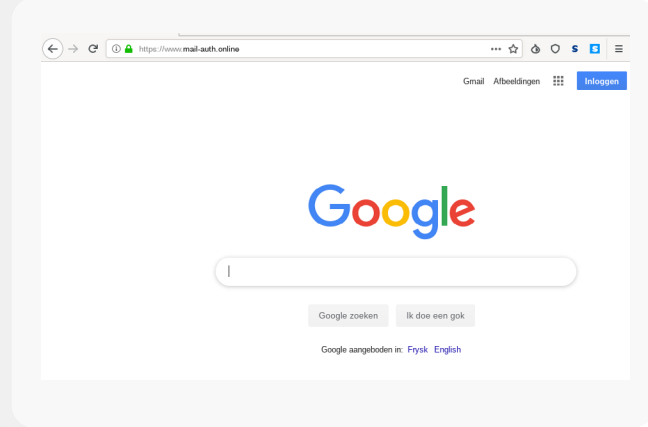 https://www.mail-auth.online
Gmail Afbeeldingen Inloggen
Google
Google zoeken Ik doe een gok
Google aangeboden in: Frysk English